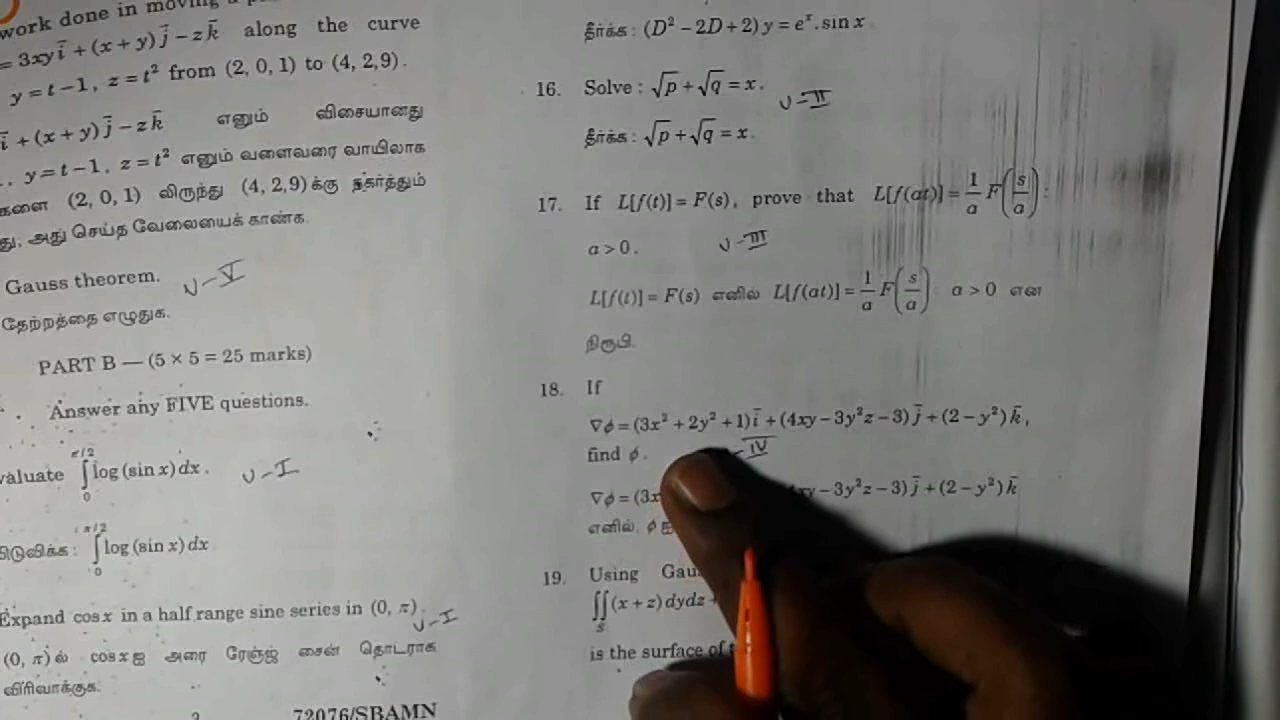 work done in moving a
= 3xy i̅ + (x + y) j̅ − z k̅ along the curve
y = t − 1, z = t² from (2, 0, 1) to (4, 2, 9).
i̅ + (x + y) j̅ − z k̅ எனும் விசையானது
y = t − 1, z = t² எனும் வளைவரை வாயிலாக
களை (2, 0, 1) லிருந்து (4, 2, 9)க்கு நகர்த்தும்
து, அது செய்த வேலையைக் காண்க.
Gauss theorem. U-V
தேற்றத்தை எழுதுக.
PART B — (5 × 5 = 25 marks)
Answer any FIVE questions.
valuate ∫₀^{π/2} log (sin x) dx. U-I
∫₀^{π/2} log (sin x) dx
Expand cos x in a half range sine series in (0, π). U-I
(0, π)ல் cos x ஐ அரை ரேஞ்ஜ் சைன் தொடராக
விரிவாக்குக.
72076/SBAMN
தீர்க்க : (D² − 2D + 2) y = eˣ . sin x
16. Solve : √p + √q = x. U-II
தீர்க்க : √p + √q = x.
17. If L[f(t)] = F(s), prove that L[f(at)] = 1/a F(s/a) :
a > 0. U-III
L[f(t)] = F(s) எனில் L[f(at)] = 1/a F(s/a) a > 0 என
நிரூபி.
18. If
∇φ = (3x² + 2y² + 1) i̅ + (4xy − 3y²z − 3) j̅ + (2 − y²) k̅,
find φ. IV
∇φ = (3x − 3y²z − 3) j̅ + (2 − y²) k̅
எனில், φ ஐ
19. Using Gau
∬_S (x + z) dydz
is the surface of